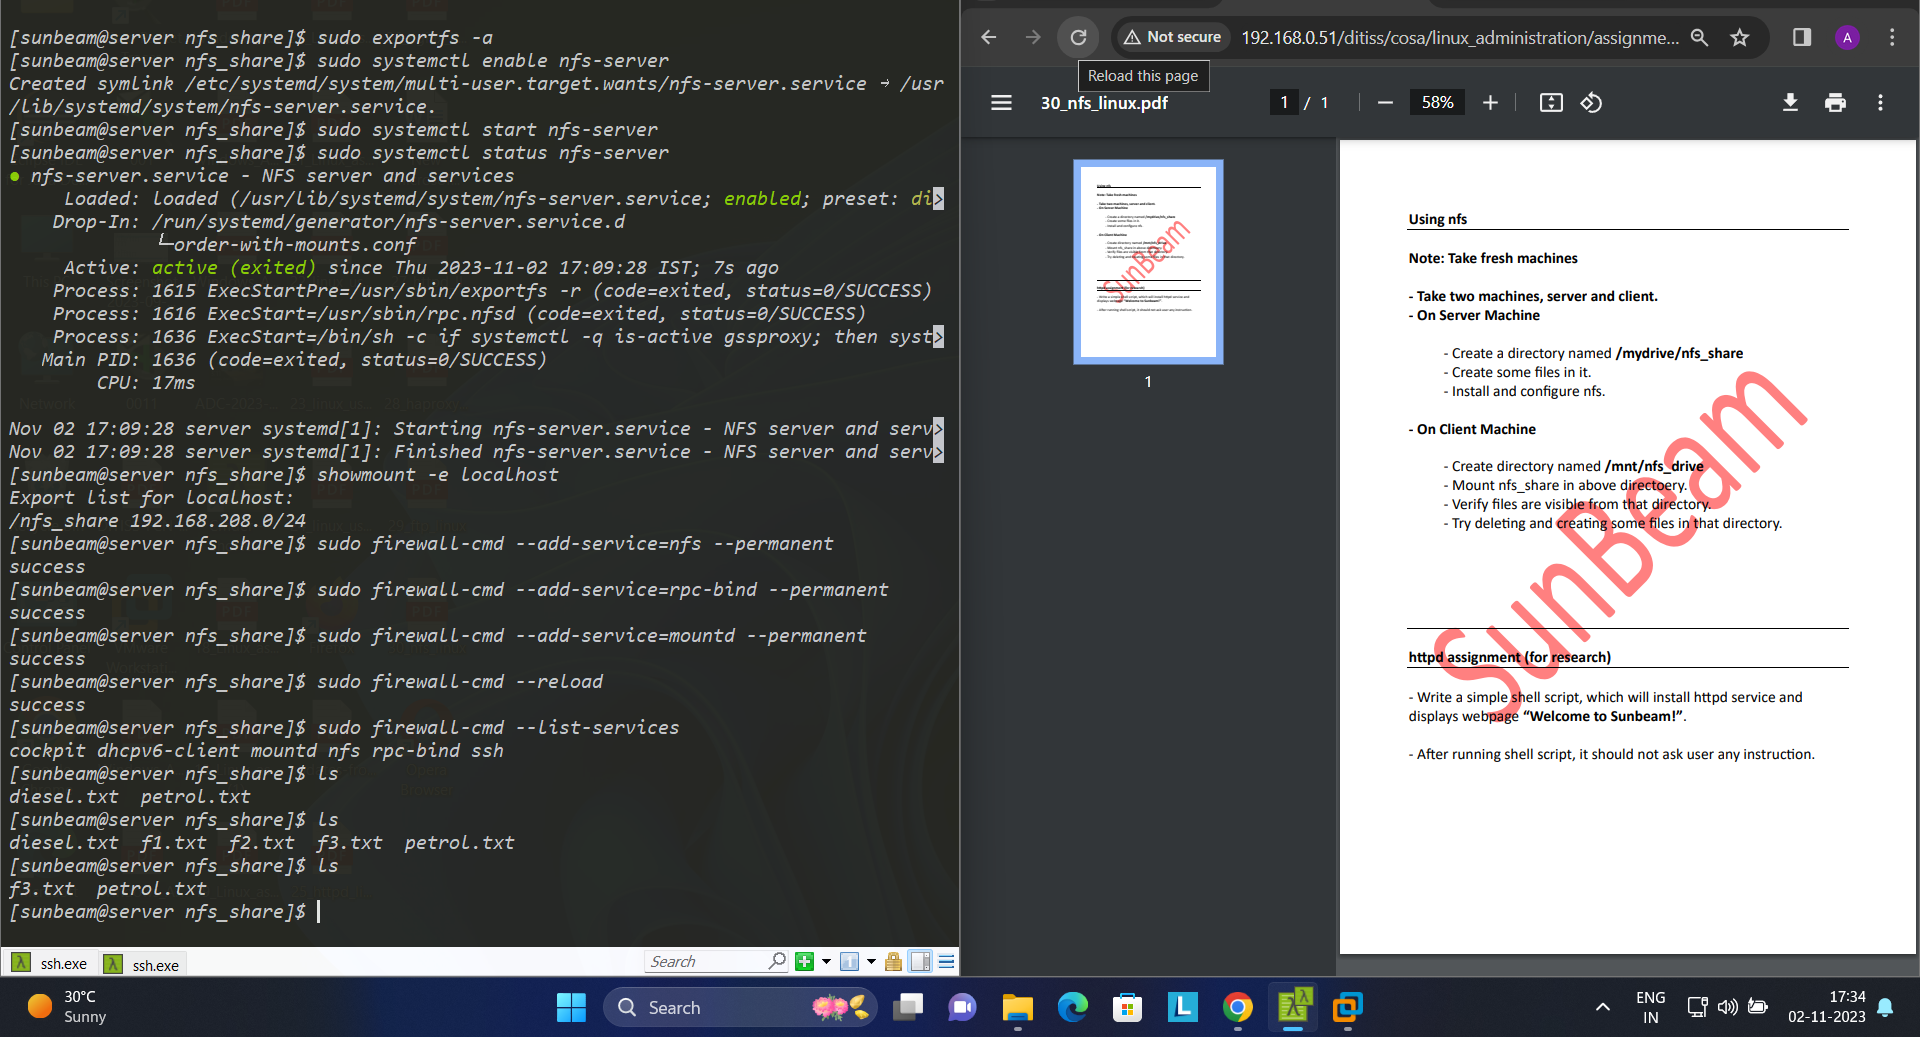 [sunbeam@server nfs_share]$ sudo exportfs -a
[sunbeam@server nfs_share]$ sudo systemctl enable nfs-server
Created symlink /etc/systemd/system/multi-user.target.wants/nfs-server.service → /usr
/lib/systemd/system/nfs-server.service.
[sunbeam@server nfs_share]$ sudo systemctl start nfs-server
[sunbeam@server nfs_share]$ sudo systemctl status nfs-server
● nfs-server.service - NFS server and services
Loaded: loaded (/usr/lib/systemd/system/nfs-server.service; enabled; preset: di>
Drop-In: /run/systemd/generator/nfs-server.service.d
└─order-with-mounts.conf
Active: active (exited) since Thu 2023-11-02 17:09:28 IST; 7s ago
Process: 1615 ExecStartPre=/usr/sbin/exportfs -r (code=exited, status=0/SUCCESS)
Process: 1616 ExecStart=/usr/sbin/rpc.nfsd (code=exited, status=0/SUCCESS)
Process: 1636 ExecStart=/bin/sh -c if systemctl -q is-active gssproxy; then syst>
Main PID: 1636 (code=exited, status=0/SUCCESS)
CPU: 17ms
Nov 02 17:09:28 server systemd[1]: Starting nfs-server.service - NFS server and serv>
Nov 02 17:09:28 server systemd[1]: Finished nfs-server.service - NFS server and serv>
[sunbeam@server nfs_share]$ showmount -e localhost
Export list for localhost:
/nfs_share 192.168.208.0/24
[sunbeam@server nfs_share]$ sudo firewall-cmd --add-service=nfs --permanent
success
[sunbeam@server nfs_share]$ sudo firewall-cmd --add-service=rpc-bind --permanent
success
[sunbeam@server nfs_share]$ sudo firewall-cmd --add-service=mountd --permanent
success
[sunbeam@server nfs_share]$ sudo firewall-cmd --reload
success
[sunbeam@server nfs_share]$ sudo firewall-cmd --list-services
cockpit dhcpv6-client mountd nfs rpc-bind ssh
[sunbeam@server nfs_share]$ ls
diesel.txt petrol.txt
[sunbeam@server nfs_share]$ ls
diesel.txt f1.txt f2.txt f3.txt petrol.txt
[sunbeam@server nfs_share]$ ls
f3.txt petrol.txt
[sunbeam@server nfs_share]$
ssh.exe
ssh.exe
Search
Not secure
192.168.0.51/ditiss/cosa/linux_administration/assignme...
A
Reload this page
30_nfs_linux.pdf
1 / 1
58%
1
Using nfs
Note: Take fresh machines
- Take two machines, server and client.
- On Server Machine
- Create a directory named /mydrive/nfs_share
- Create some files in it.
- Install and configure nfs.
- On Client Machine
- Create directory named /mnt/nfs_drive
- Mount nfs_share in above directoery.
- Verify files are visible from that directory.
- Try deleting and creating some files in that directory.
SunBeam
httpd assignment (for research)
- Write a simple shell script, which will install httpd service and
displays webpage “Welcome to Sunbeam!”.
- After running shell script, it should not ask user any instruction.
30°C
Sunny
Search
ENG
IN
17:34
02-11-2023